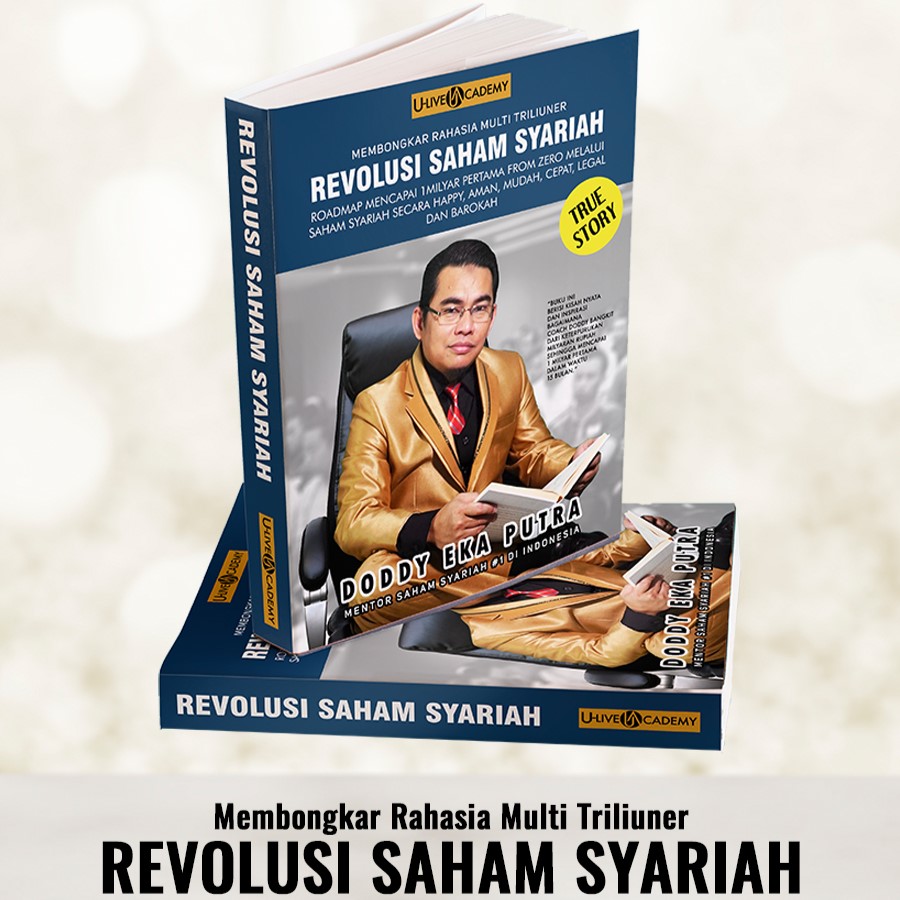 U-LIVE ACADEMY
MEMBONGKAR RAHASIA MULTI TRILIUNER
REVOLUSI SAHAM SYARIAH
ROADMAP MENCAPAI 1 MILYAR PERTAMA FROM ZERO MELALUI
SAHAM SYARIAH SECARA HAPPY, AMAN, MUDAH, CEPAT, LEGAL
DAN BAROKAH
TRUE
STORY
"BUKU INI
BERISI KISAH NYATA
DAN INSPIRASI
BAGAIMANA
COACH DODDY BANGKIT
DARI KETERPURUKAN
MILYARAN RUPIAH
SEHINGGA MENCAPAI
1 MILYAR PERTAMA
DALAM WAKTU
15 BULAN."
DODDY EKA PUTRA
MENTOR SAHAM SYARIAH #1 DI INDONESIA
REVOLUSI SAHAM SYARIAH
U-LIVE ACADEMY
U-LIVE ACADEMY
DODDY EKA PUTRA
MENTOR SAHAM SYARIAH #1 DI INDONESIA
REVOLUSI SAHAM SYARIAH
U-LIVE ACADEMY
Membongkar Rahasia Multi Triliuner
REVOLUSI SAHAM SYARIAH